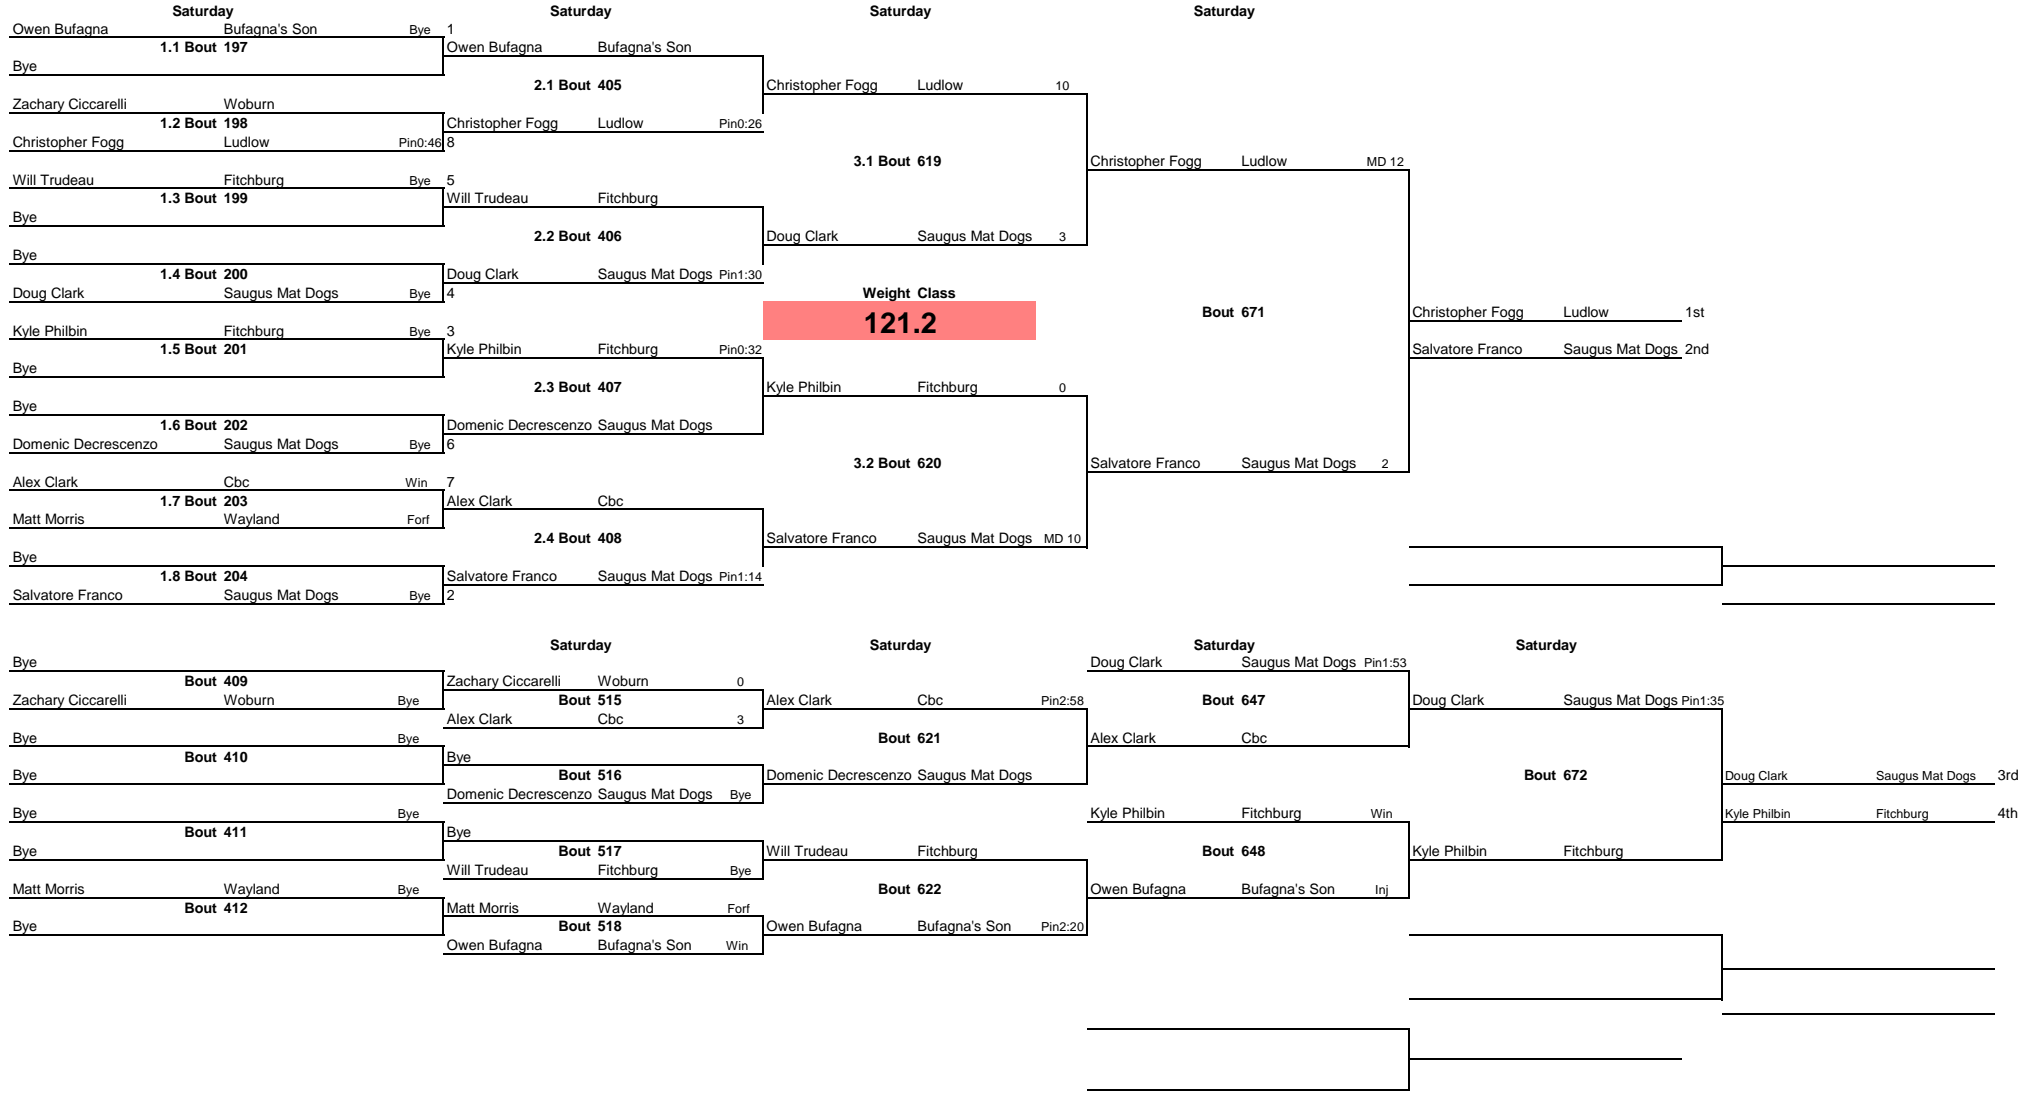 Saturday Saturday Saturday Saturday
Owen Bufagna Bufagna's Son Bye 1
1.1 Bout 197 Owen Bufagna Bufagna's Son
Bye
2.1 Bout 405 Christopher Fogg Ludlow 10
Zachary Ciccarelli Woburn
1.2 Bout 198 Christopher Fogg Ludlow Pin0:26
Christopher Fogg Ludlow Pin0:46 8
3.1 Bout 619 Christopher Fogg Ludlow MD 12
Will Trudeau Fitchburg Bye 5
1.3 Bout 199 Will Trudeau Fitchburg
Bye
2.2 Bout 406 Doug Clark Saugus Mat Dogs 3
Bye
1.4 Bout 200 Doug Clark Saugus Mat Dogs Pin1:30
Doug Clark Saugus Mat Dogs Bye 4 Weight Class
Bout 671 Christopher Fogg Ludlow 1st
121.2
Kyle Philbin Fitchburg Bye 3
1.5 Bout 201 Kyle Philbin Fitchburg Pin0:32 Salvatore Franco Saugus Mat Dogs 2nd
Bye
2.3 Bout 407 Kyle Philbin Fitchburg 0
Bye
1.6 Bout 202 Domenic Decrescenzo Saugus Mat Dogs
Domenic Decrescenzo Saugus Mat Dogs Bye 6
3.2 Bout 620 Salvatore Franco Saugus Mat Dogs 2
Alex Clark Cbc Win 7
1.7 Bout 203 Alex Clark Cbc
Matt Morris Wayland Forf
2.4 Bout 408 Salvatore Franco Saugus Mat Dogs MD 10
Bye
1.8 Bout 204 Salvatore Franco Saugus Mat Dogs Pin1:14
Salvatore Franco Saugus Mat Dogs Bye 2
Saturday Saturday Saturday Saturday
Bye Doug Clark Saugus Mat Dogs Pin1:53
Bout 409 Zachary Ciccarelli Woburn 0
Zachary Ciccarelli Woburn Bye Bout 515 Alex Clark Cbc Pin2:58 Bout 647 Doug Clark Saugus Mat Dogs Pin1:35
Alex Clark Cbc 3
Bye Bye Bout 621 Alex Clark Cbc
Bout 410 Bye
Bye Bout 516 Domenic Decrescenzo Saugus Mat Dogs Bout 672 Doug Clark Saugus Mat Dogs 3rd
Domenic Decrescenzo Saugus Mat Dogs Bye
Bye Bye Kyle Philbin Fitchburg Win Kyle Philbin Fitchburg 4th
Bout 411 Bye
Bye Bout 517 Will Trudeau Fitchburg Bout 648 Kyle Philbin Fitchburg
Will Trudeau Fitchburg Bye
Matt Morris Wayland Bye Bout 622 Owen Bufagna Bufagna's Son Inj
Bout 412 Matt Morris Wayland Forf
Bye Bout 518 Owen Bufagna Bufagna's Son Pin2:20
Owen Bufagna Bufagna's Son Win